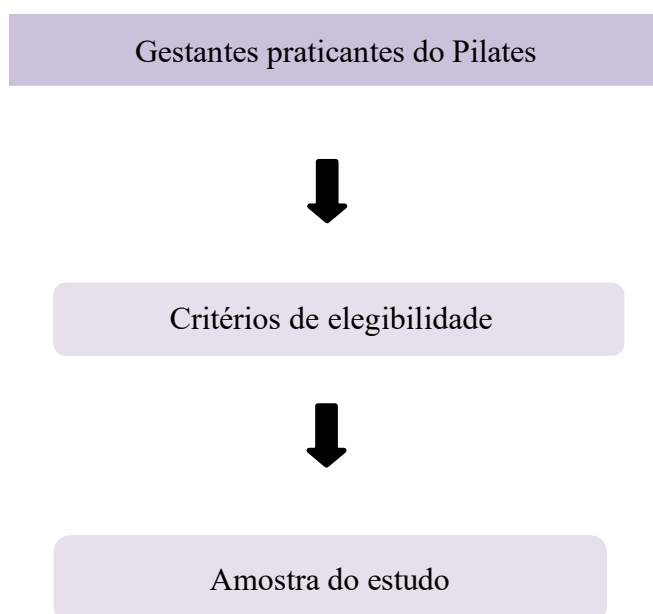 Gestantes praticantes do Pilates
Critérios de elegibilidade
Amostra do estudo